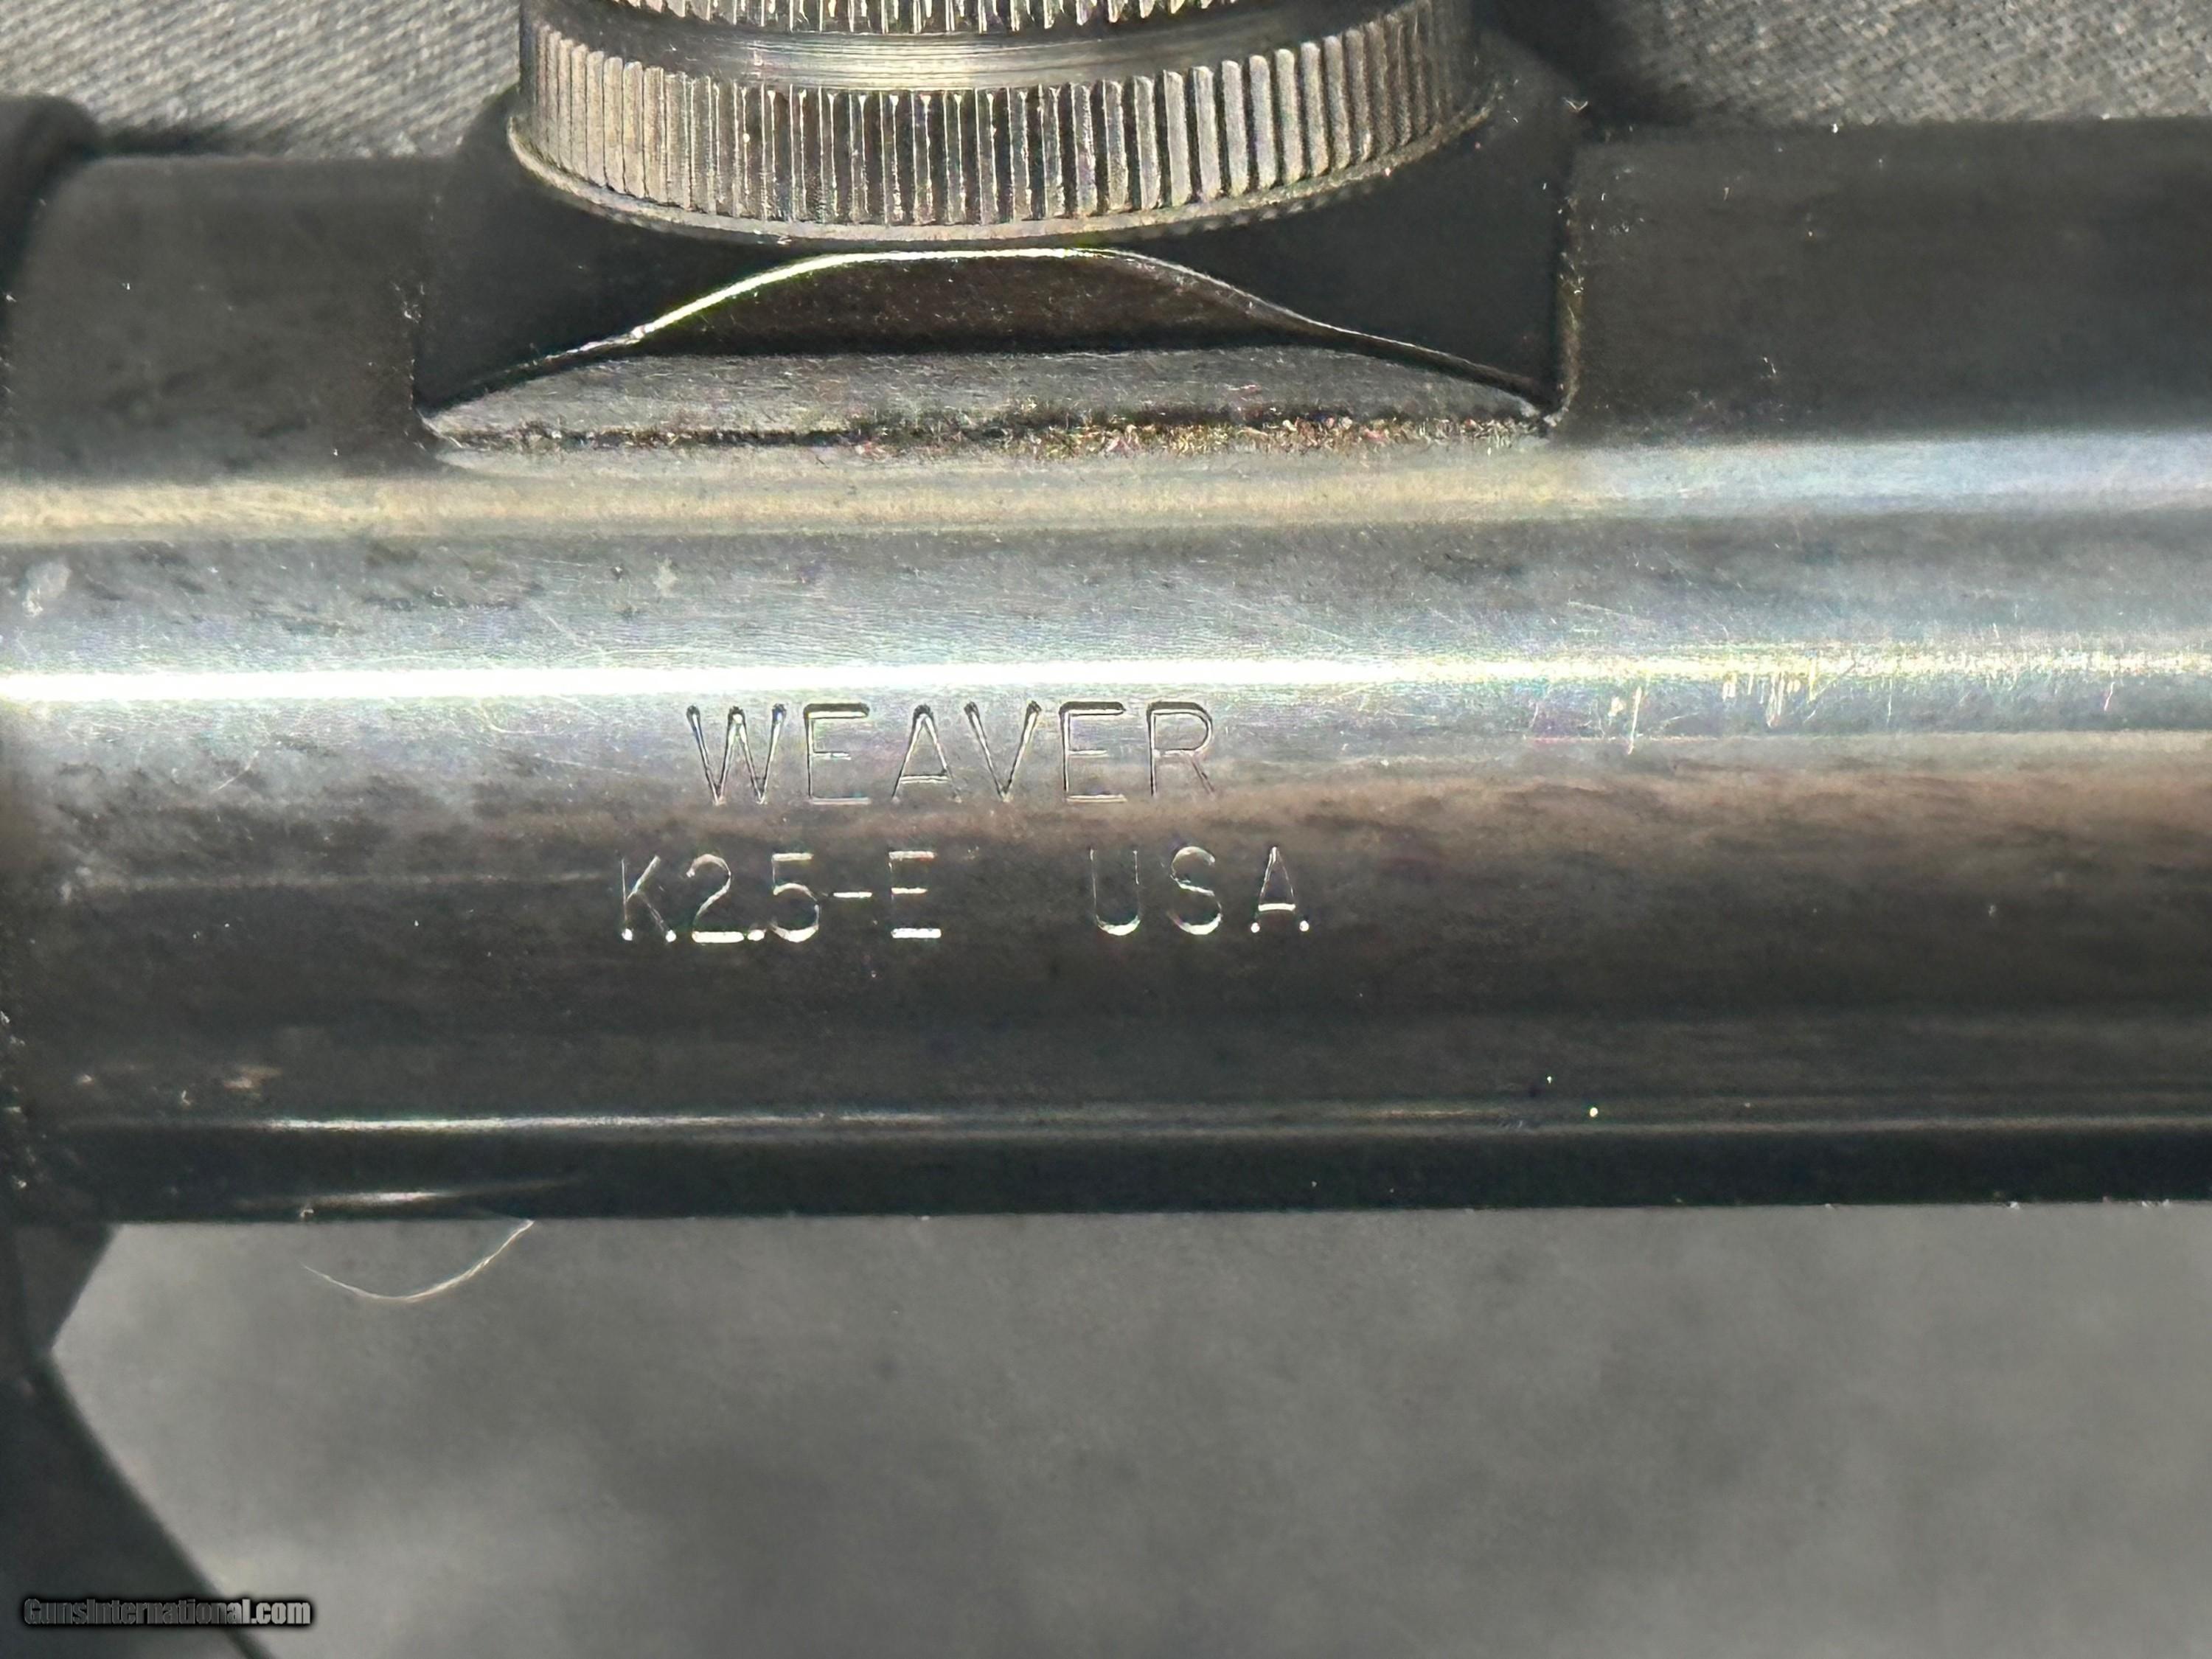 WEAVER
K2.5-E USA
GunsInternational.com